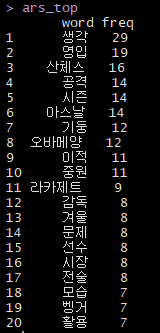 > ars_top
word freq
1 생각 29
2 영입 19
3 산체스 16
4 공격 14
5 시즌 14
6 아스날 14
7 기동 12
8 오바메양 12
9 이적 11
10 중원 11
11 라카제트 9
12 감독 8
13 겨울 8
14 문제 8
15 선수 8
16 시장 8
17 전술 8
18 모습 7
19 벵거 7
20 활용 7